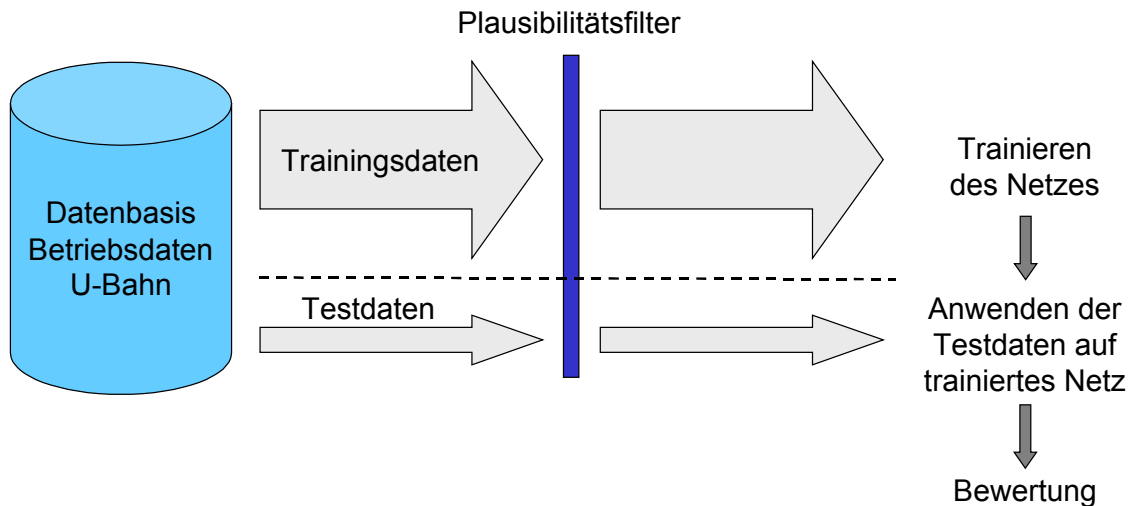 Plausibilitätsfilter
Datenbasis
Betriebsdaten
U-Bahn
Trainingsdaten
Testdaten
Trainieren
des Netzes
Anwenden der
Testdaten auf
trainiertes Netz
Bewertung